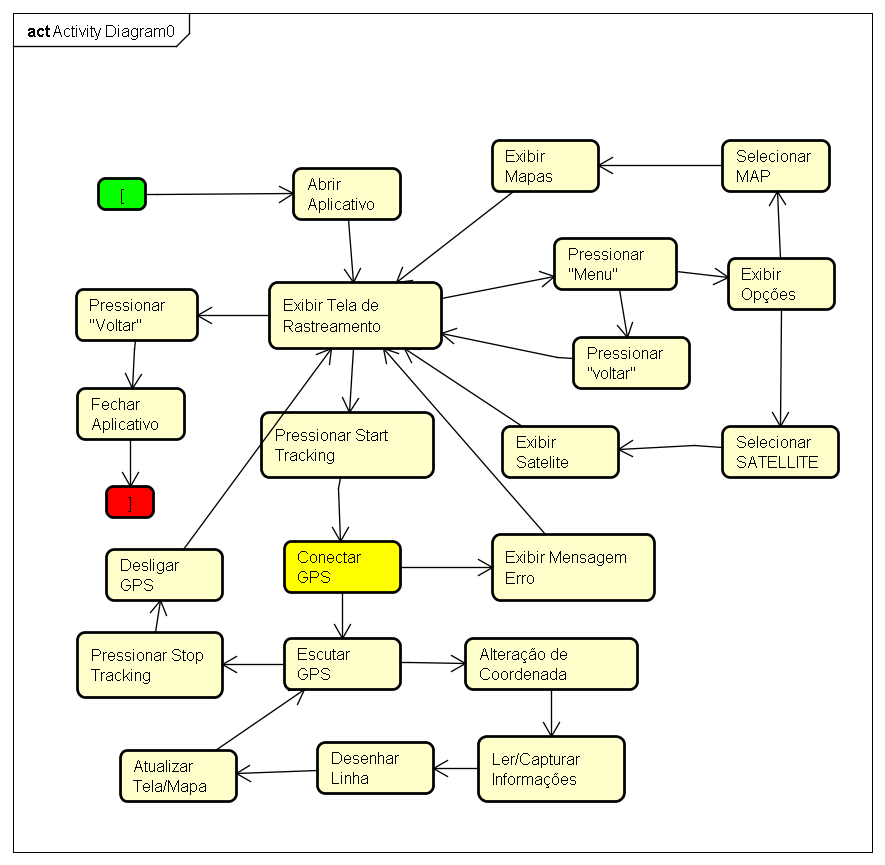 act Activity Diagram0
Exibir
Mapas
Selecionar
MAP
[
Abrir
Aplicativo
Pressionar
"Menu"
Exibir
Opções
Pressionar
"Voltar"
Exibir Tela de
Rastreamento
Pressionar
"voltar"
Fechar
Aplicativo
Pressionar Start
Tracking
Exibir
Satelite
Selecionar
SATELLITE
]
Desligar
GPS
Conectar
GPS
Exibir Mensagem
Erro
Pressionar Stop
Tracking
Escutar
GPS
Alteração de
Coordenada
Atualizar
Tela/Mapa
Desenhar
Linha
Ler/Capturar
Informações